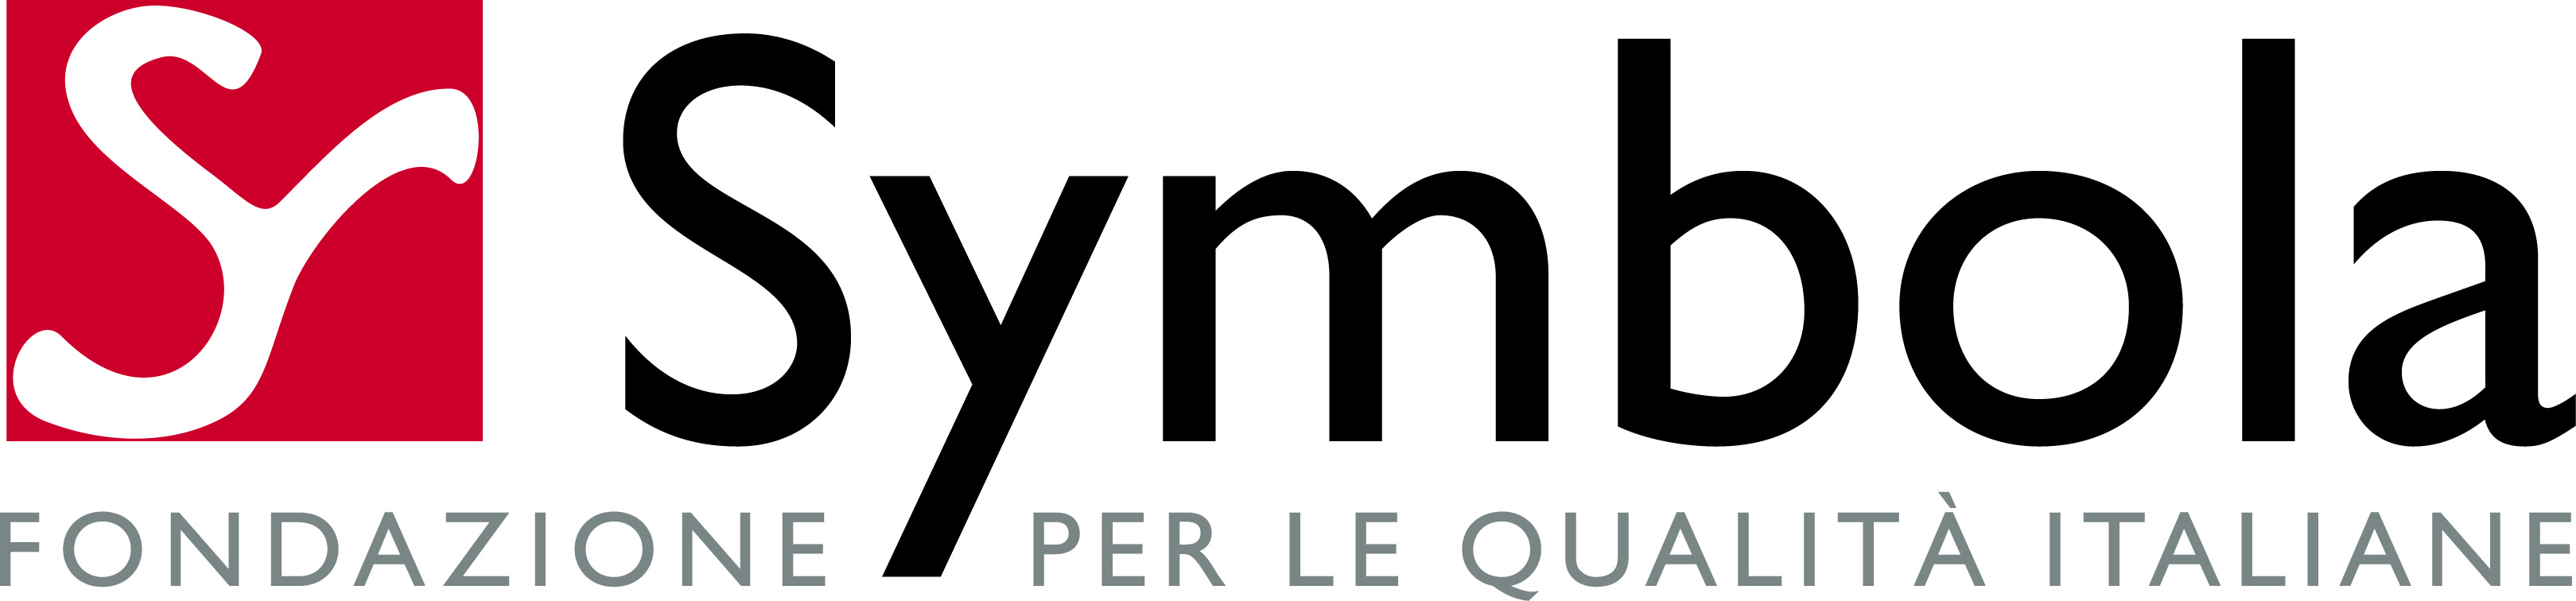 Symbola
FONDAZIONE PER LE QUALITÀ ITALIANE